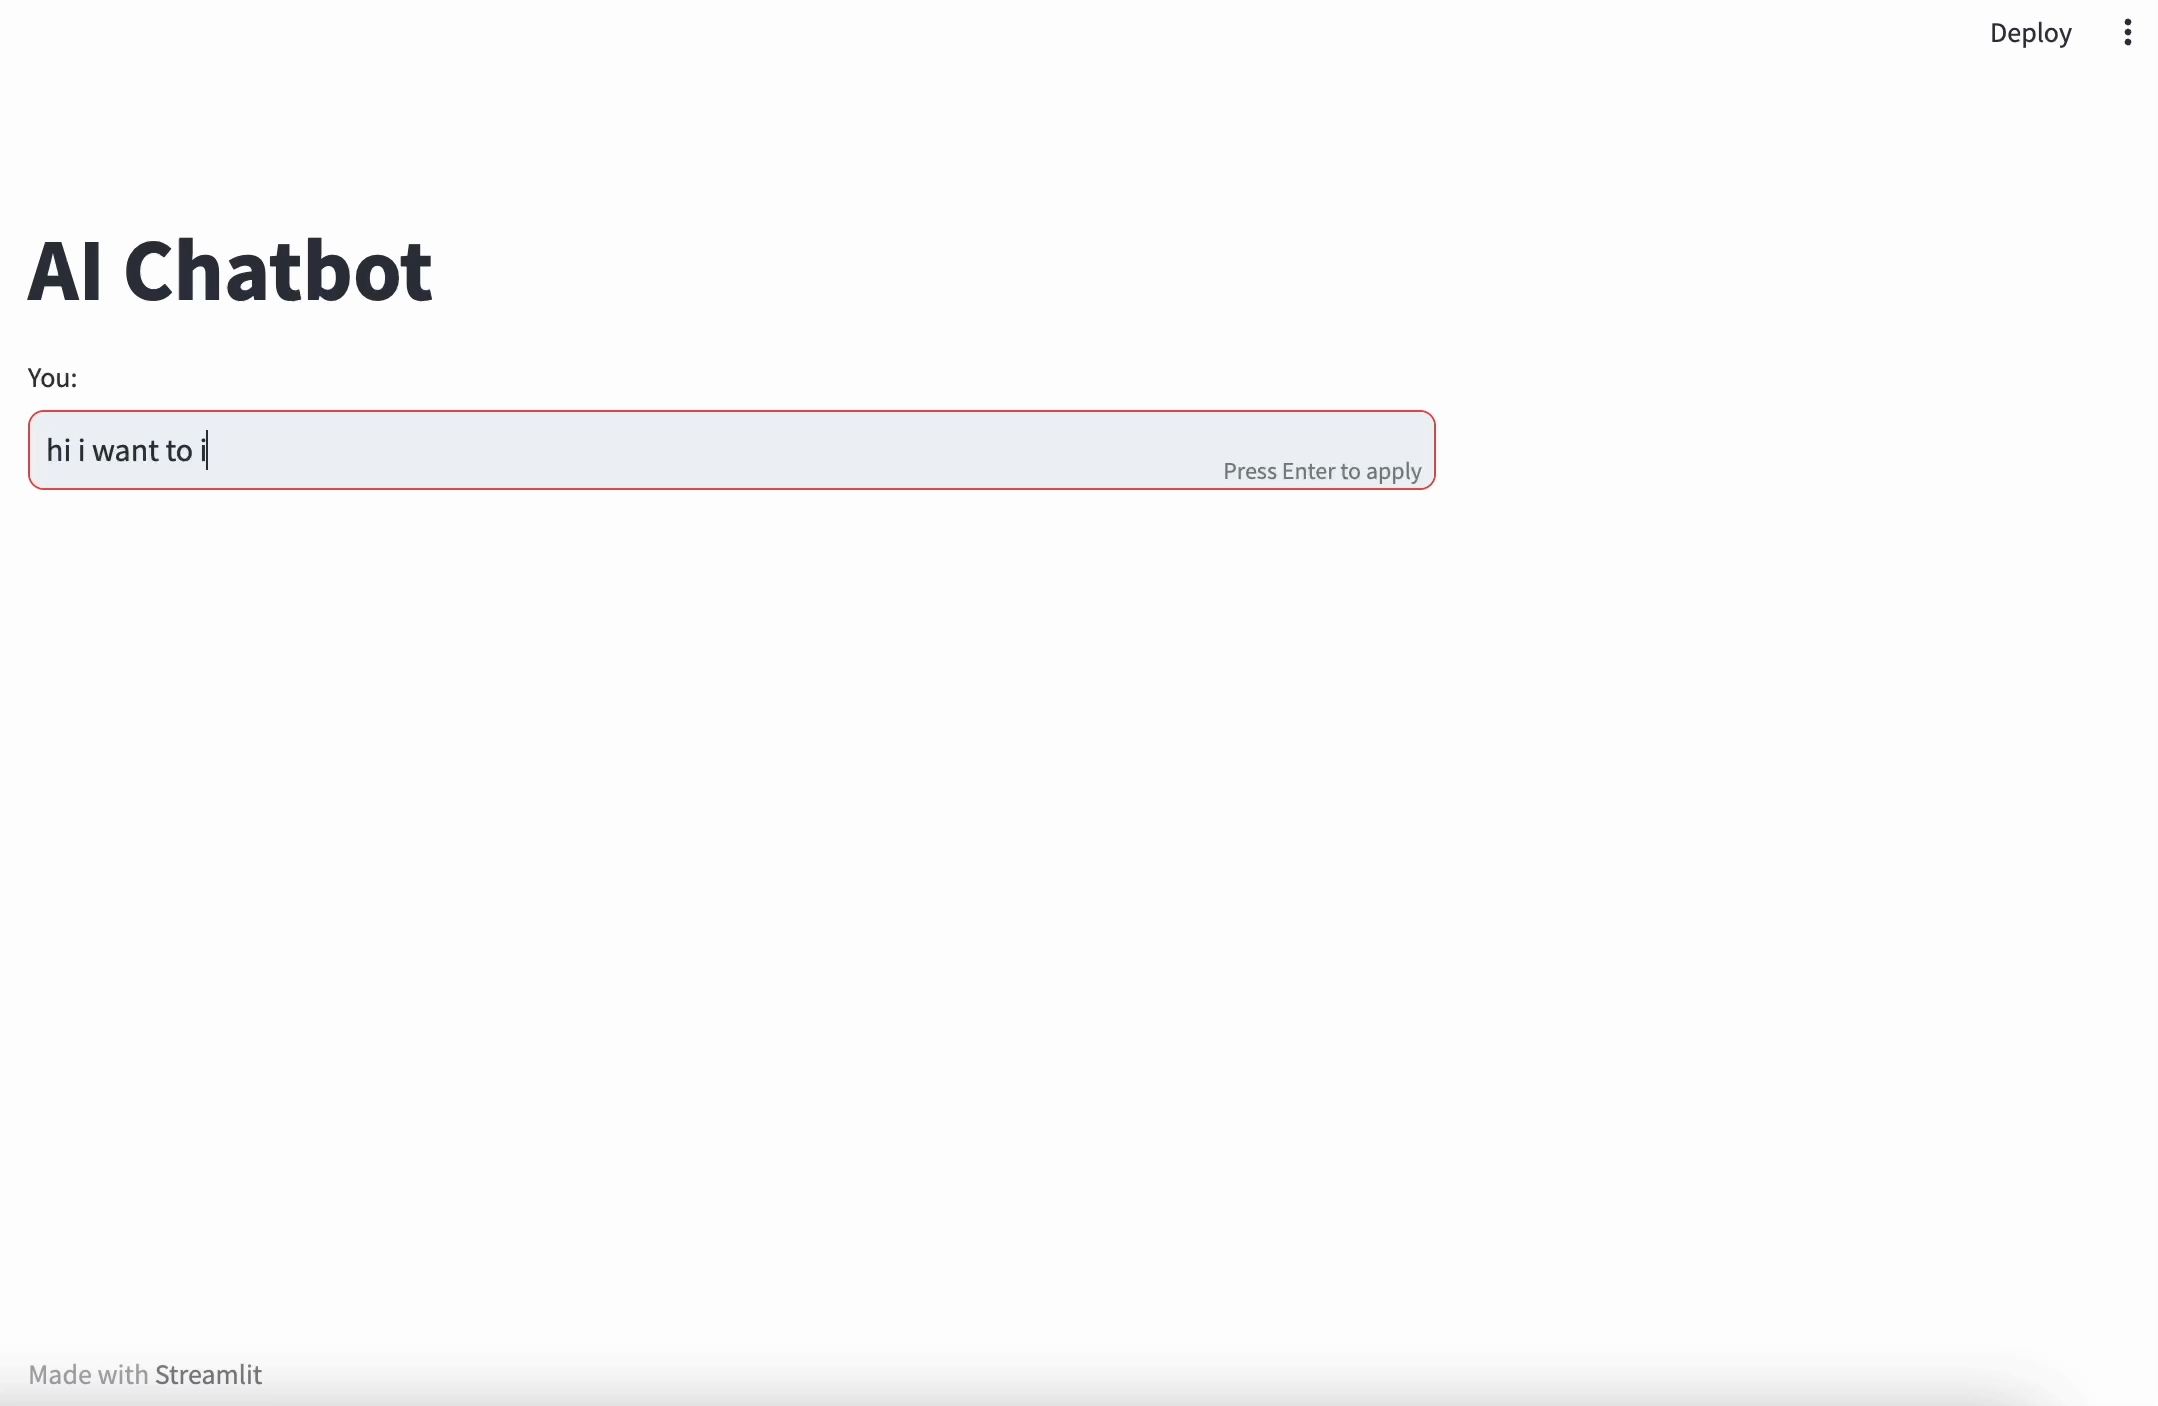 Deploy
AI Chatbot
You:
hi i want to i
Press Enter to apply
Made with Streamlit